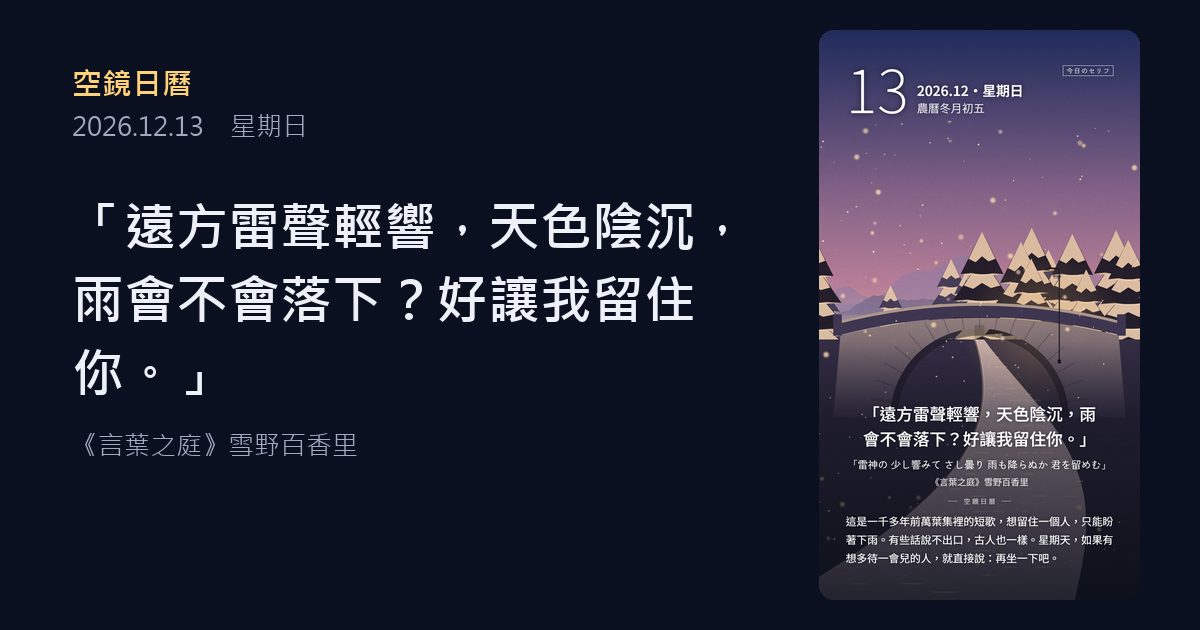 空鏡日曆
2026.12.13　星期日
「遠方雷聲輕響，天色陰沉，
雨會不會落下？好讓我留住
你。」
《言葉之庭》雪野百香里
13
2026.12・星期日
農曆冬月初五
今日のセリフ
「遠方雷聲輕響，天色陰沉，雨
會不會落下？好讓我留住你。」
「雷神の 少し響みて さし曇り 雨も降らぬか 君を留めむ」
《言葉之庭》雪野百香里
— 空鏡日曆 —
這是一千多年前萬葉集裡的短歌，想留住一個人，只能盼
著下雨。有些話說不出口，古人也一樣。星期天，如果有
想多待一會兒的人，就直接說：再坐一下吧。